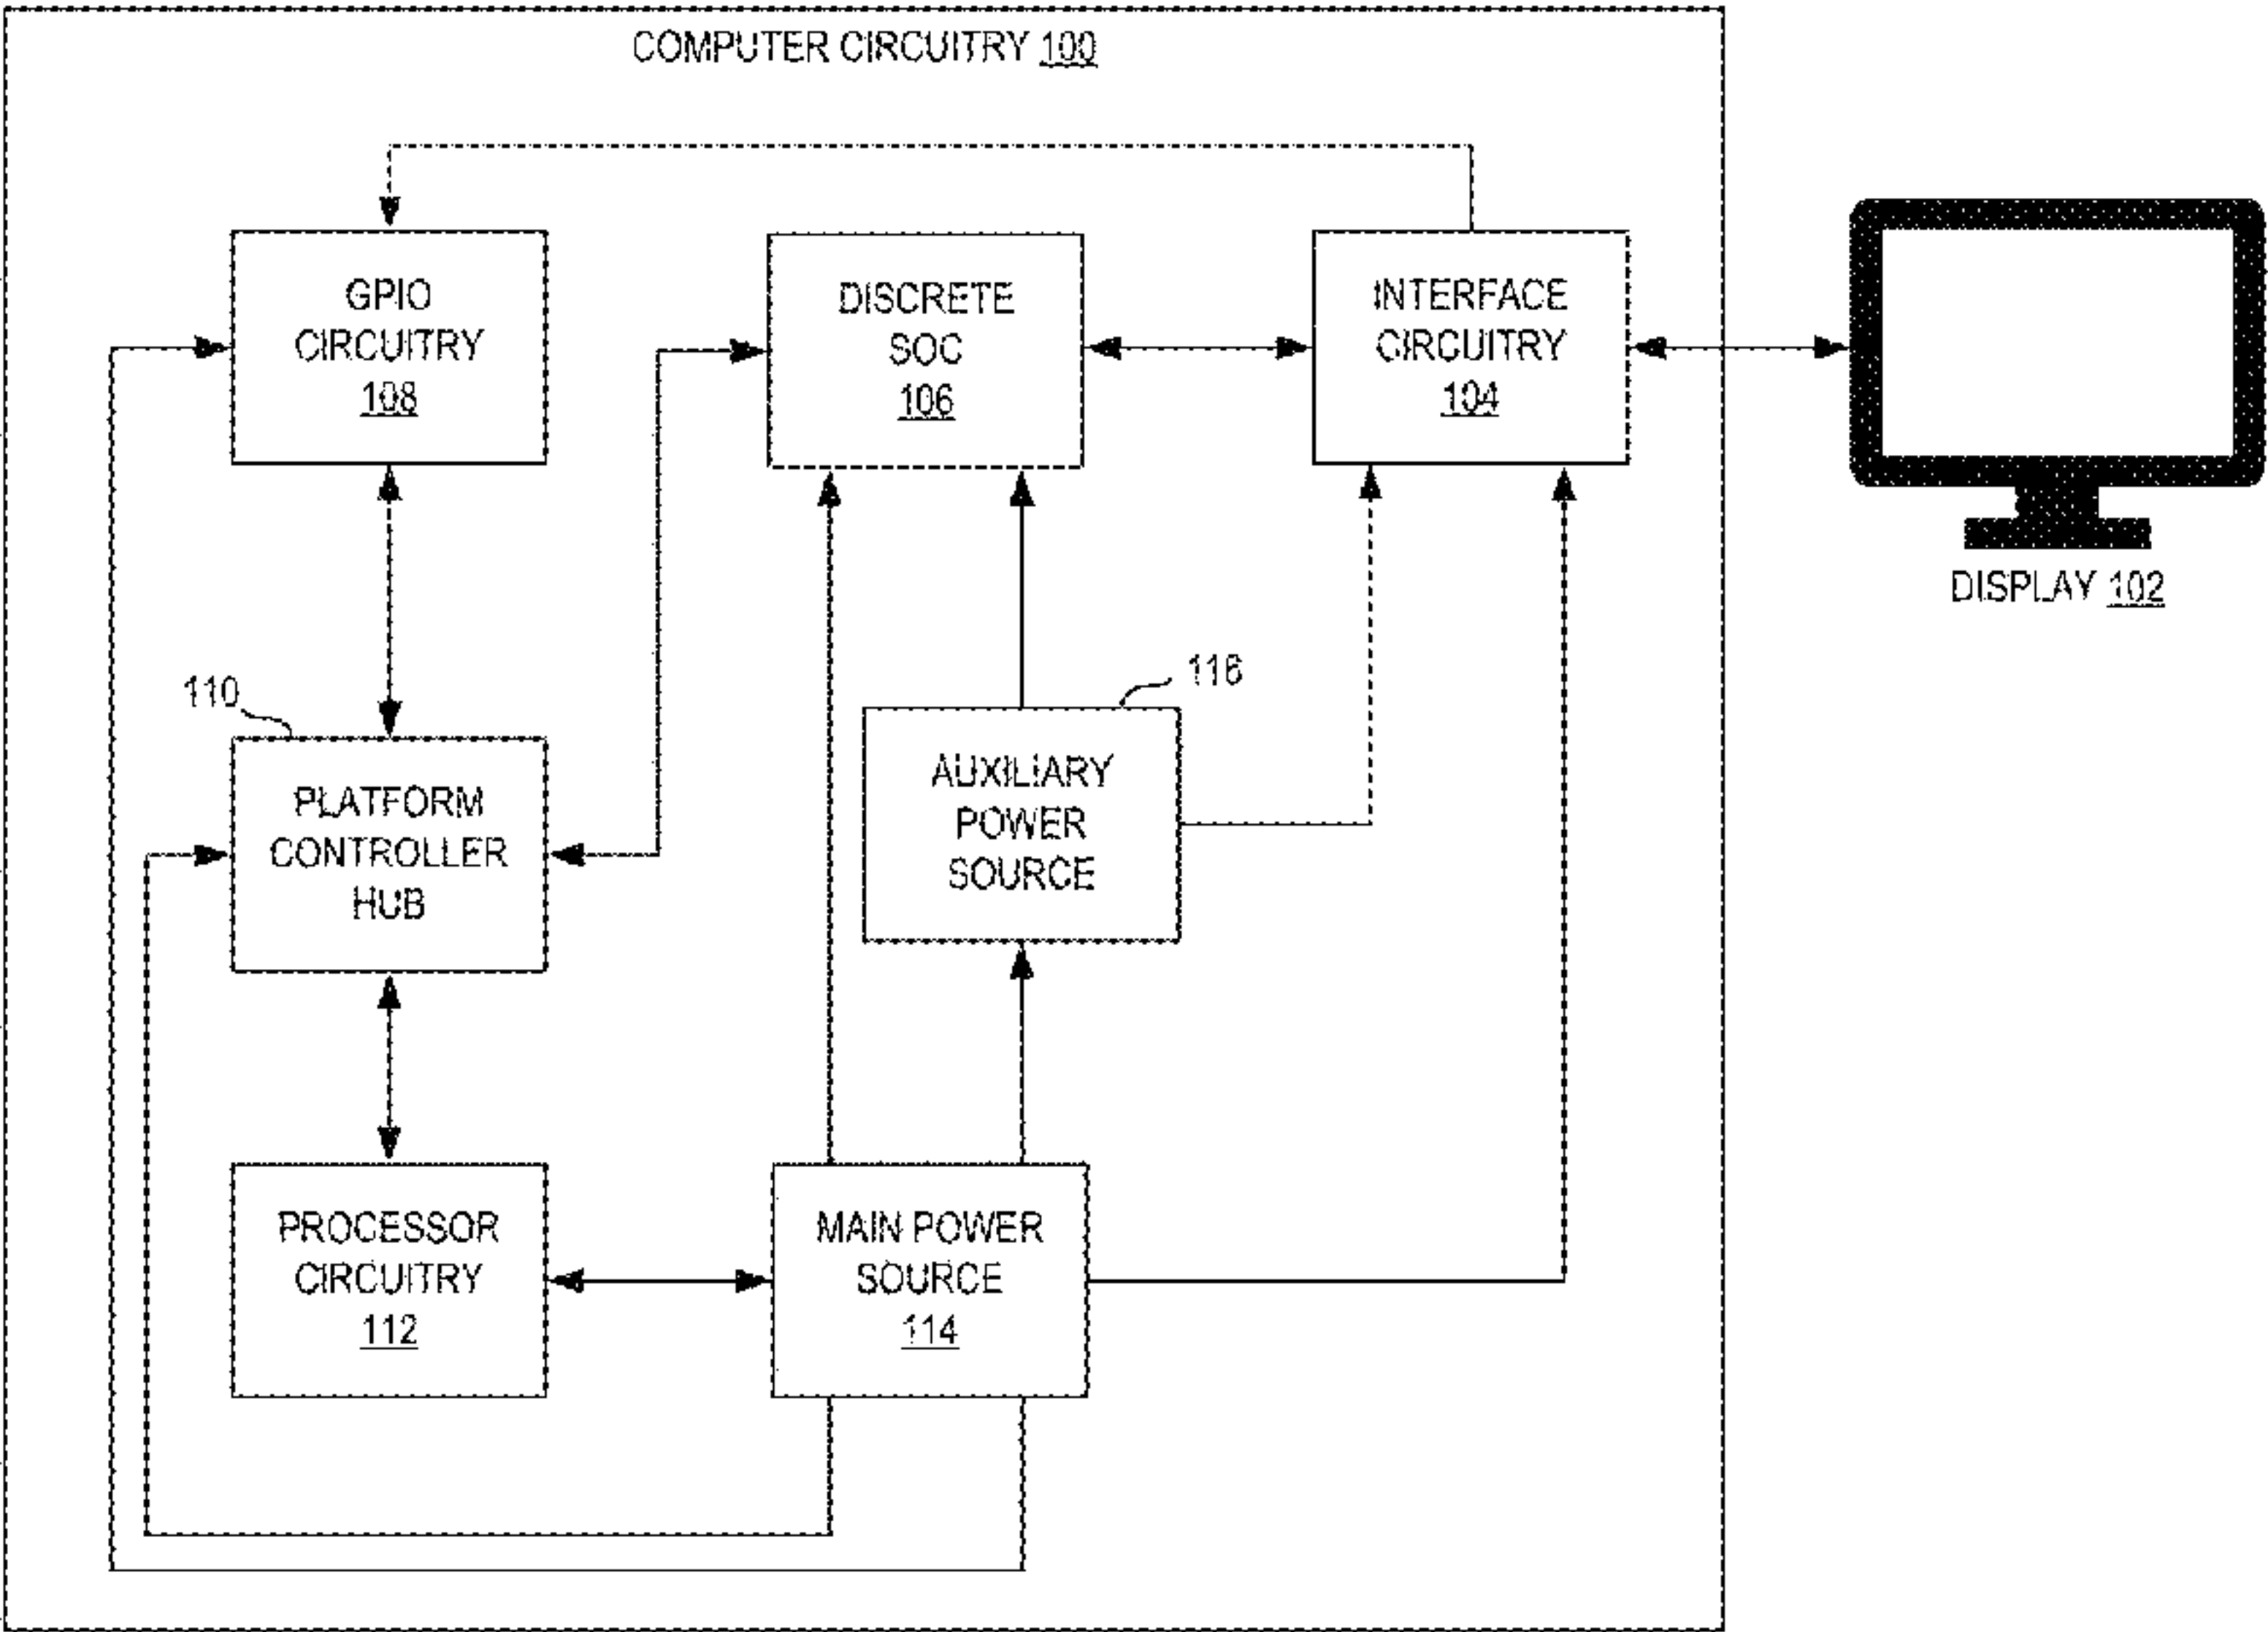 COMPUTER CIRCUITRY 100
GPIO
CIRCUITRY
108
DISCRETE
SOC
106
INTERFACE
CIRCUITRY
104
DISPLAY 102
110
PLATFORM
CONTROLLER
HUB
116
AUXILIARY
POWER
SOURCE
PROCESSOR
CIRCUITRY
112
MAIN POWER
SOURCE
114